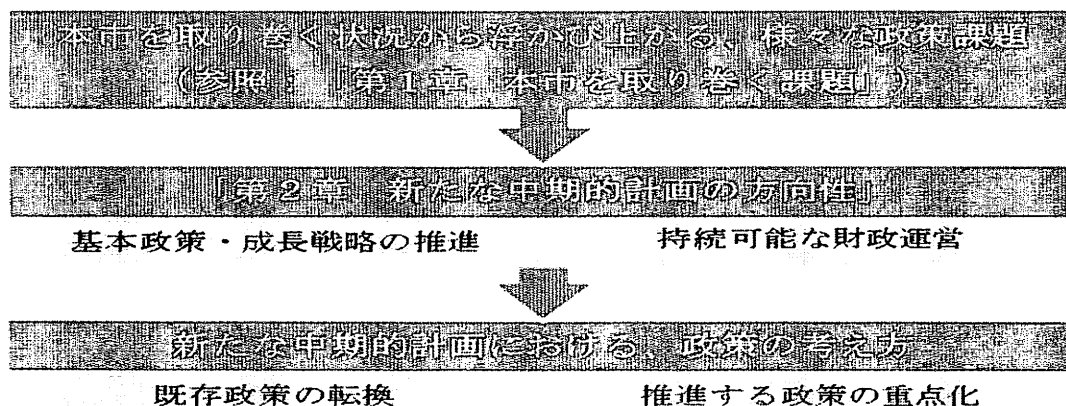 本市を取り巻く状況から浮かび上がる、様々な政策課題
(参照:「第1章 本市を取り巻く課題」)
「第2章 新たな中期的計画の方向性」
基本政策・成長戦略の推進 持続可能な財政運営
新たな中期的計画における、政策の考え方
既存政策の転換 推進する政策の重点化